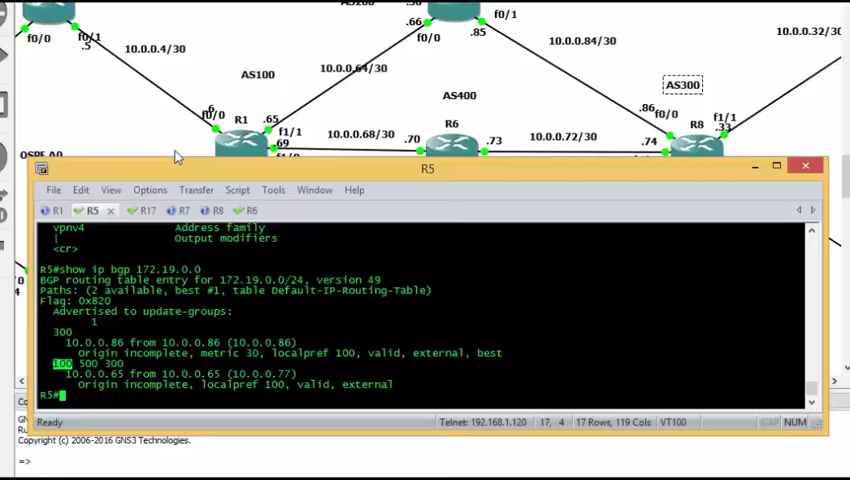 AS200
.66
f0/0
f0/1
.85
f0/0
f0/1
.5
10.0.0.4/30
10.0.0.64/30
10.0.0.84/30
10.0.0.32/30
AS100
AS300
AS400
.6
f0/0
R1
.65
f1/1
.69
10.0.0.68/30
.70
R6
.73
10.0.0.72/30
.74
.86
f0/0
R8
f1/1
.33
OSPF A0
R5
File Edit View Options Transfer Script Tools Window Help
R1 R5 R17 R7 R8 R6
vpnv4 Address family
| Output modifiers
<cr>
R5#show ip bgp 172.19.0.0
BGP routing table entry for 172.19.0.0/24, version 49
Paths: (2 available, best #1, table Default-IP-Routing-Table)
Flag: 0x820
Advertised to update-groups:
1
300
10.0.0.86 from 10.0.0.86 (10.0.0.86)
Origin incomplete, metric 30, localpref 100, valid, external, best
100 500 300
10.0.0.65 from 10.0.0.65 (10.0.0.77)
Origin incomplete, localpref 100, valid, external
R5#
Ready Telnet: 192.168.1.120 17, 4 17 Rows, 119 Cols VT100 CAP NUM
Copyright (c) 2006-2016 GNS3 Technologies.
=>